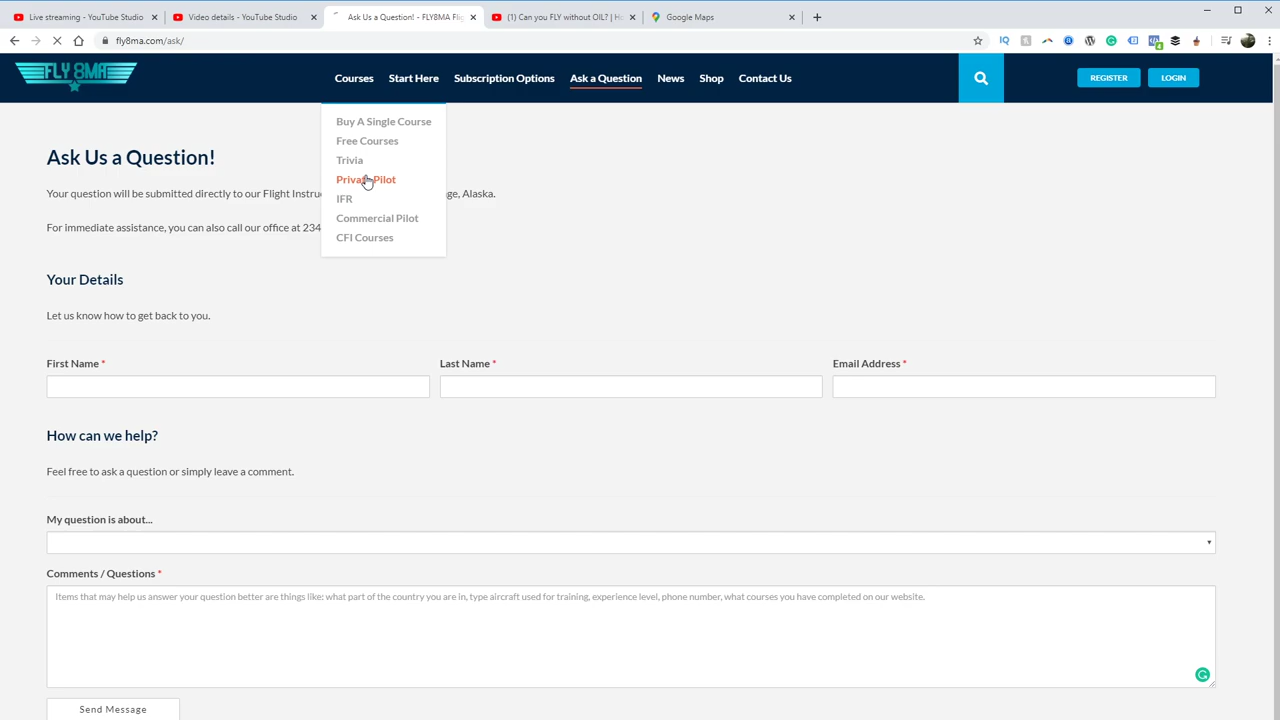 Live streaming - YouTube Studio
Video details - YouTube Studio
Ask Us a Question! - FLY8MA Fli
(1) Can you FLY without OIL? | H
Google Maps
fly8ma.com/ask/
FLY 8MA
Courses
Start Here
Subscription Options
Ask a Question
News
Shop
Contact Us
REGISTER
LOGIN
Buy A Single Course
Free Courses
Trivia
Private Pilot
IFR
Commercial Pilot
CFI Courses
Ask Us a Question!
Your question will be submitted directly to our Flight Instruc ge, Alaska.
For immediate assistance, you can also call our office at 234
Your Details
Let us know how to get back to you.
First Name *
Last Name *
Email Address *
How can we help?
Feel free to ask a question or simply leave a comment.
My question is about...
Comments / Questions *
Items that may help us answer your question better are things like: what part of the country you are in, type aircraft used for training, experience level, phone number, what courses you have completed on our website.
Send Message